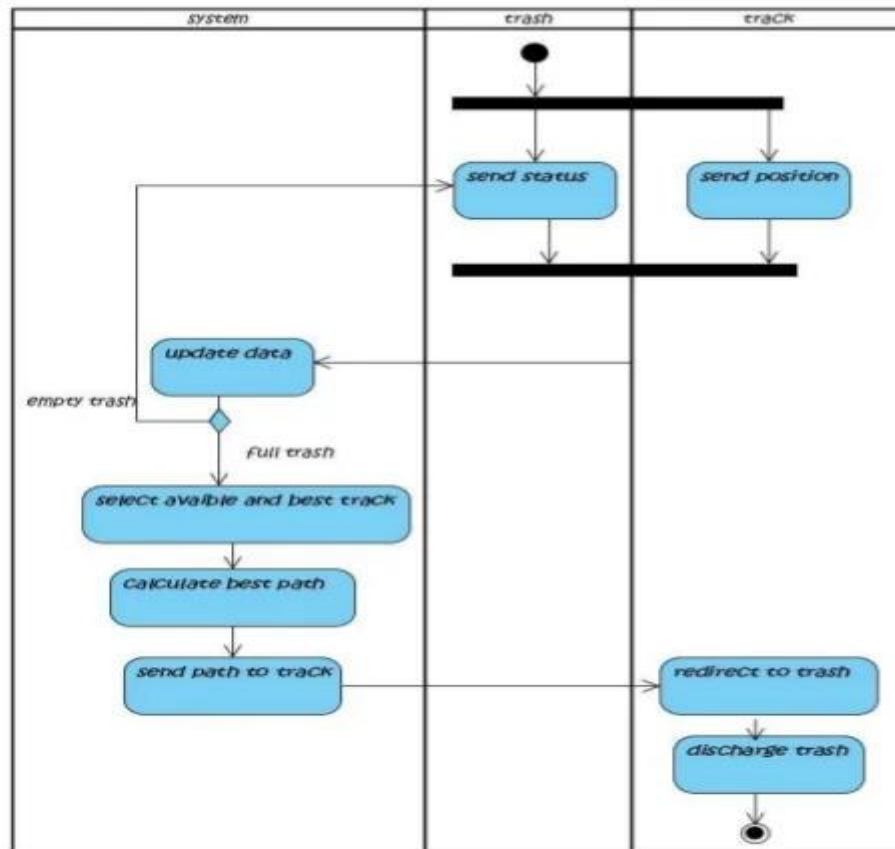 system
trash
track
send status
send position
update data
empty trash
full trash
select avaible and best track
calculate best path
send path to track
redirect to trash
discharge trash